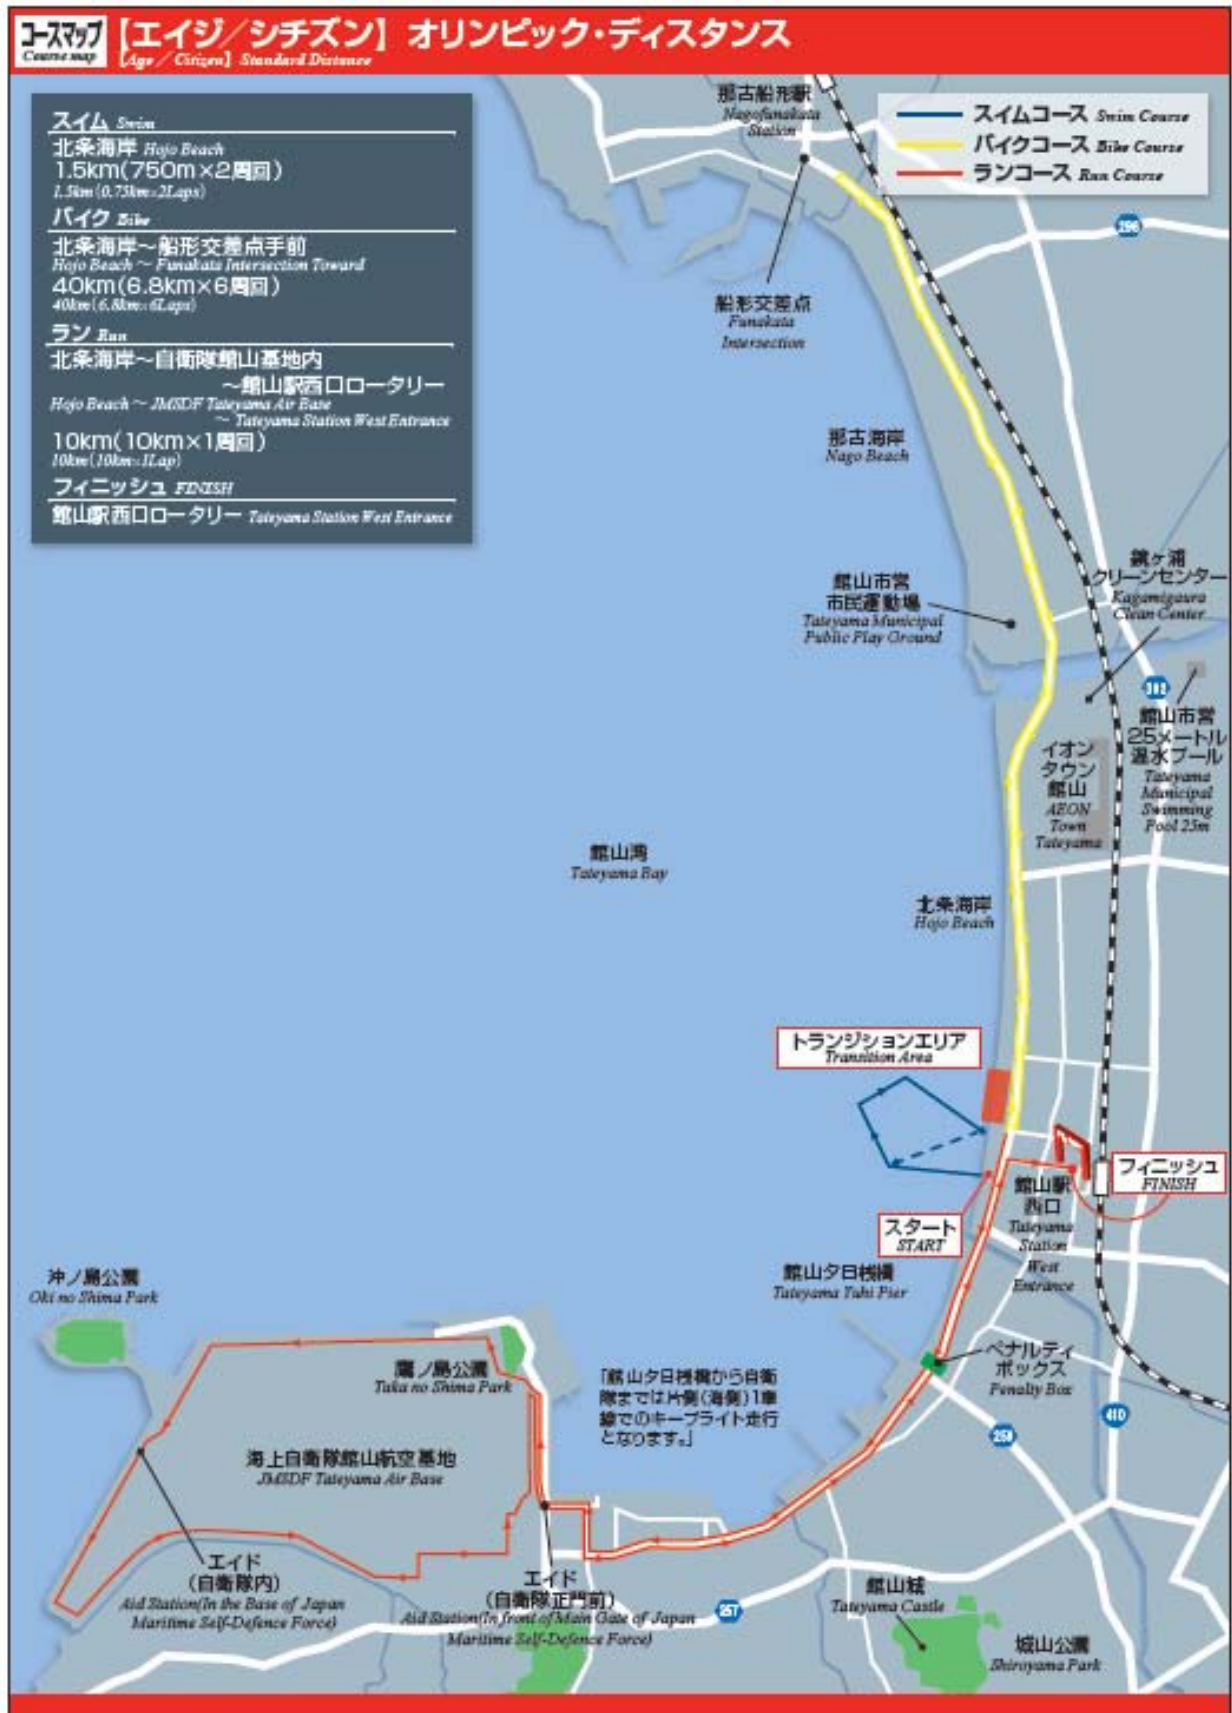 コースマップ
Course map
【エイジ/シチズン】 オリンピック・ディスタンス
【Age/Citizen】 Standard Distance
スイム Swim
北条海岸 Hojo Beach
1.5km(750m×2周回)
1.5km(0.75km×2Laps)
バイク Bike
北条海岸〜船形交差点手前
Hojo Beach 〜 Funakata Intersection Toward
40km(6.8km×6周回)
40km(6.8km×6Laps)
ラン Run
北条海岸〜自衛隊館山基地内
〜館山駅西口ロータリー
Hojo Beach 〜 JMSDF Tateyama Air Base
〜 Tateyama Station West Entrance
10km(10km×1周回)
10km(10km×1Lap)
フィニッシュ FINISH
館山駅西口ロータリー Tateyama Station West Entrance
スイムコース Swim Course
バイクコース Bike Course
ランコース Run Course
那古船形駅
Nagofunakata
Station
船形交差点
Funakata
Intersection
那古海岸
Nago Beach
館山市営
市民運動場
Tateyama Municipal
Public Play Ground
鏡ヶ浦
クリーンセンター
Kagamigaura
Clean Center
館山市営
25メートル
温水プール
Tateyama
Municipal
Swimming
Pool 25m
イオン
タウン
館山
AEON
Town
Tateyama
館山湾
Tateyama Bay
北条海岸
Hojo Beach
トランジションエリア
Transition Area
フィニッシュ
FINISH
館山駅
西口
Tateyama
Station
West
Entrance
スタート
START
館山夕日桟橋
Tateyama Yuhi Pier
ペナルティ
ボックス
Penalty Box
410
257
沖ノ島公園
Oki no Shima Park
鷹ノ島公園
Taka no Shima Park
「館山夕日桟橋から自衛
隊までは片側(海側)1車
線でのキープライト走行
となります。」
海上自衛隊館山航空基地
JMSDF Tateyama Air Base
エイド
(自衛隊内)
Aid Station(In the Base of Japan
Maritime Self-Defence Force)
エイド
(自衛隊正門前)
Aid Station(In front of Main Gate of Japan
Maritime Self-Defence Force)
館山城
Tateyama Castle
城山公園
Shiroyama Park